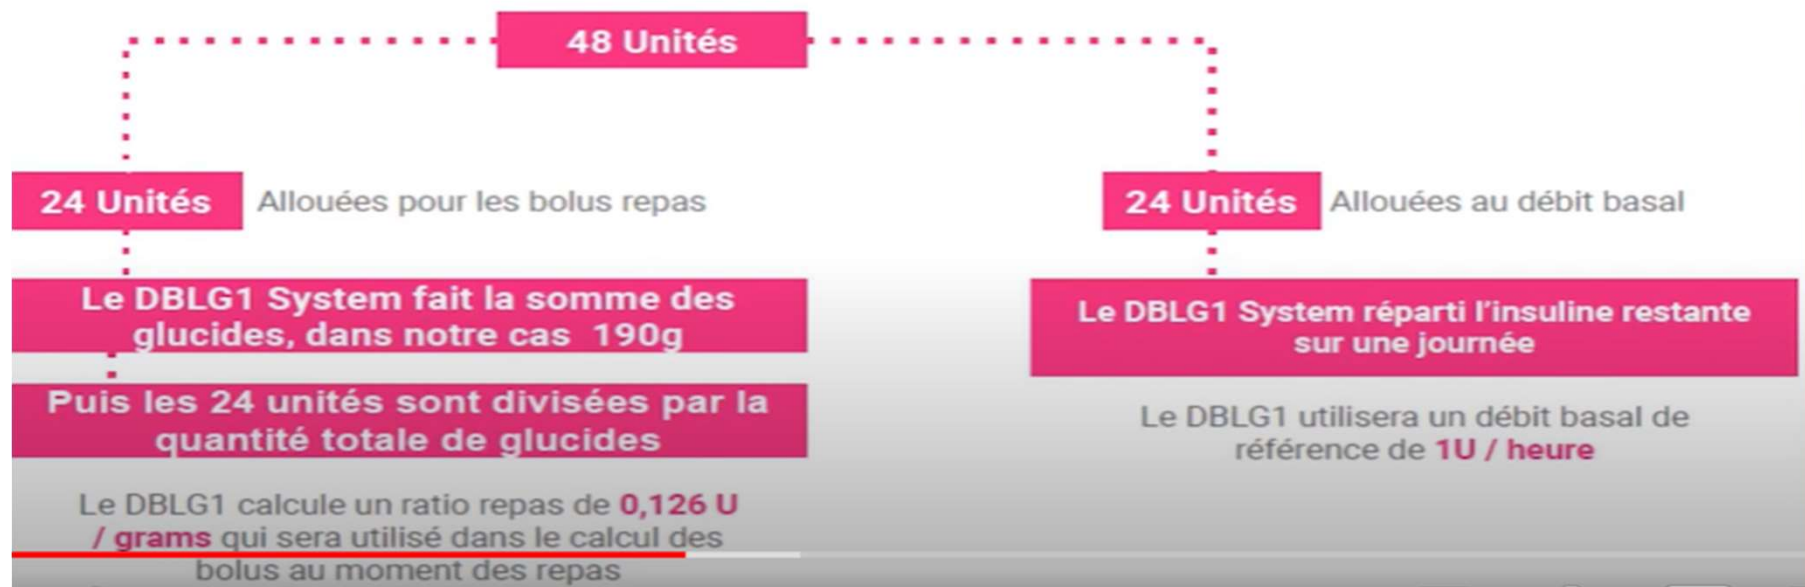 48 Unités
24 Unités
Allouées pour les bolus repas
Le DBLG1 System fait la somme des
glucides, dans notre cas 190g
Puis les 24 unités sont divisées par la
quantité totale de glucides
Le DBLG1 calcule un ratio repas de 0,126 U
/ grams qui sera utilisé dans le calcul des
bolus au moment des repas
24 Unités
Allouées au débit basal
Le DBLG1 System réparti l'insuline restante
sur une journée
Le DBLG1 utilisera un débit basal de
référence de 1U / heure